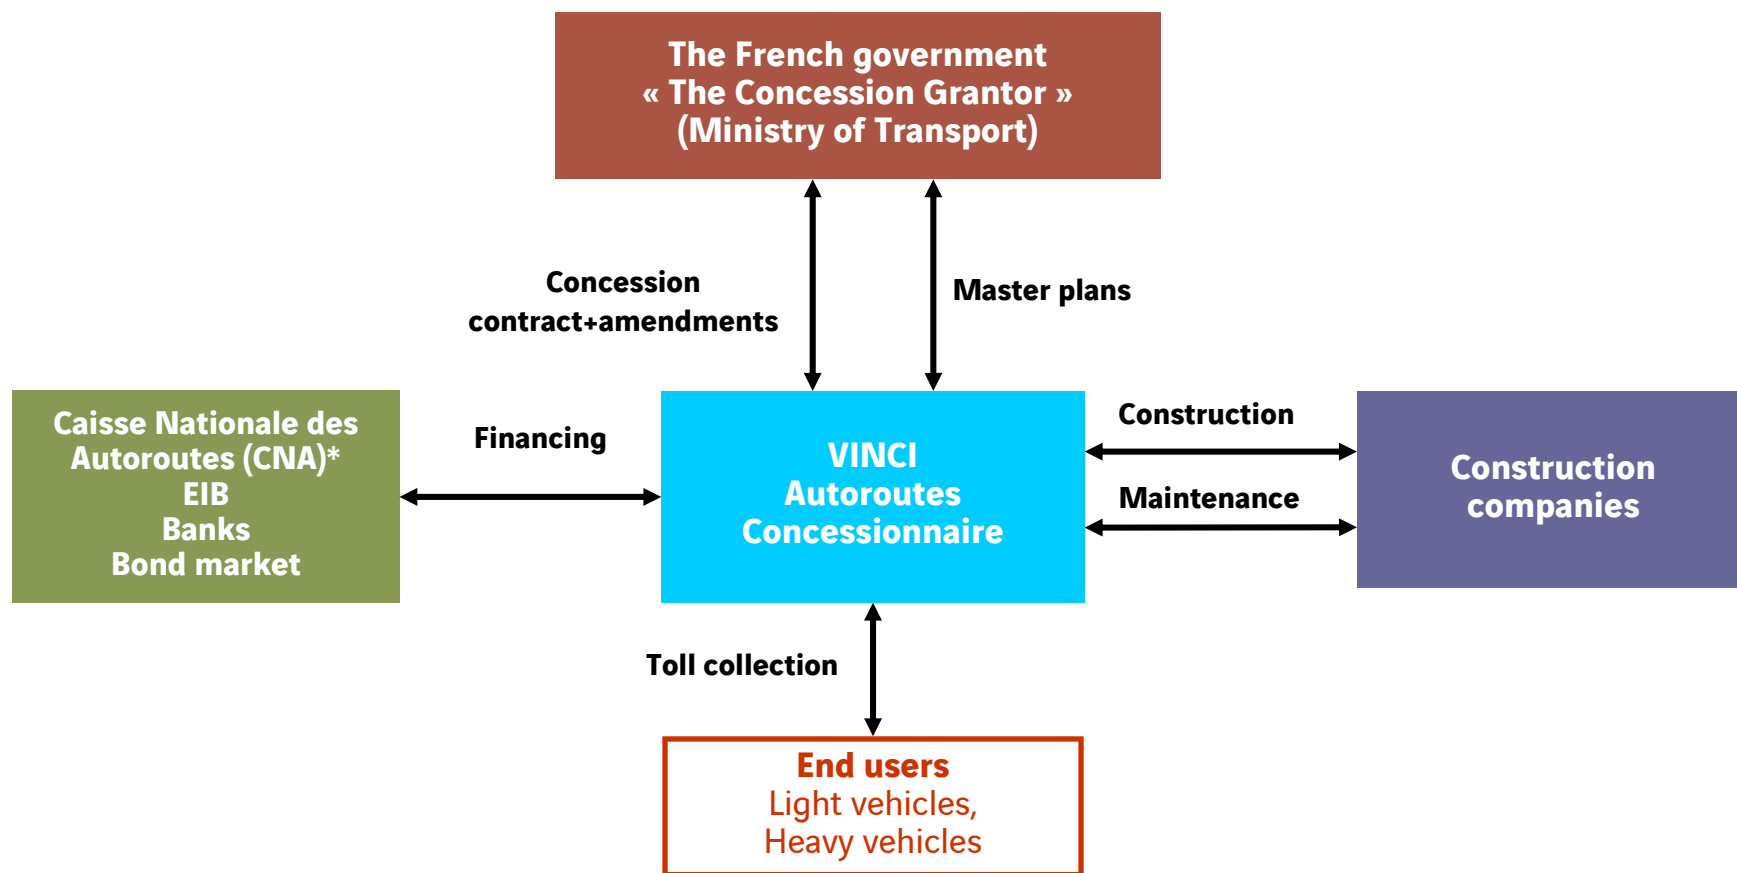 The French government
« The Concession Grantor »
(Ministry of Transport)
Concession
contract+amendments
Master plans
Caisse Nationale des
Autoroutes (CNA)*
EIB
Banks
Bond market
Financing
VINCI
Autoroutes
Concessionnaire
Construction
Maintenance
Construction
companies
Toll collection
End users
Light vehicles,
Heavy vehicles